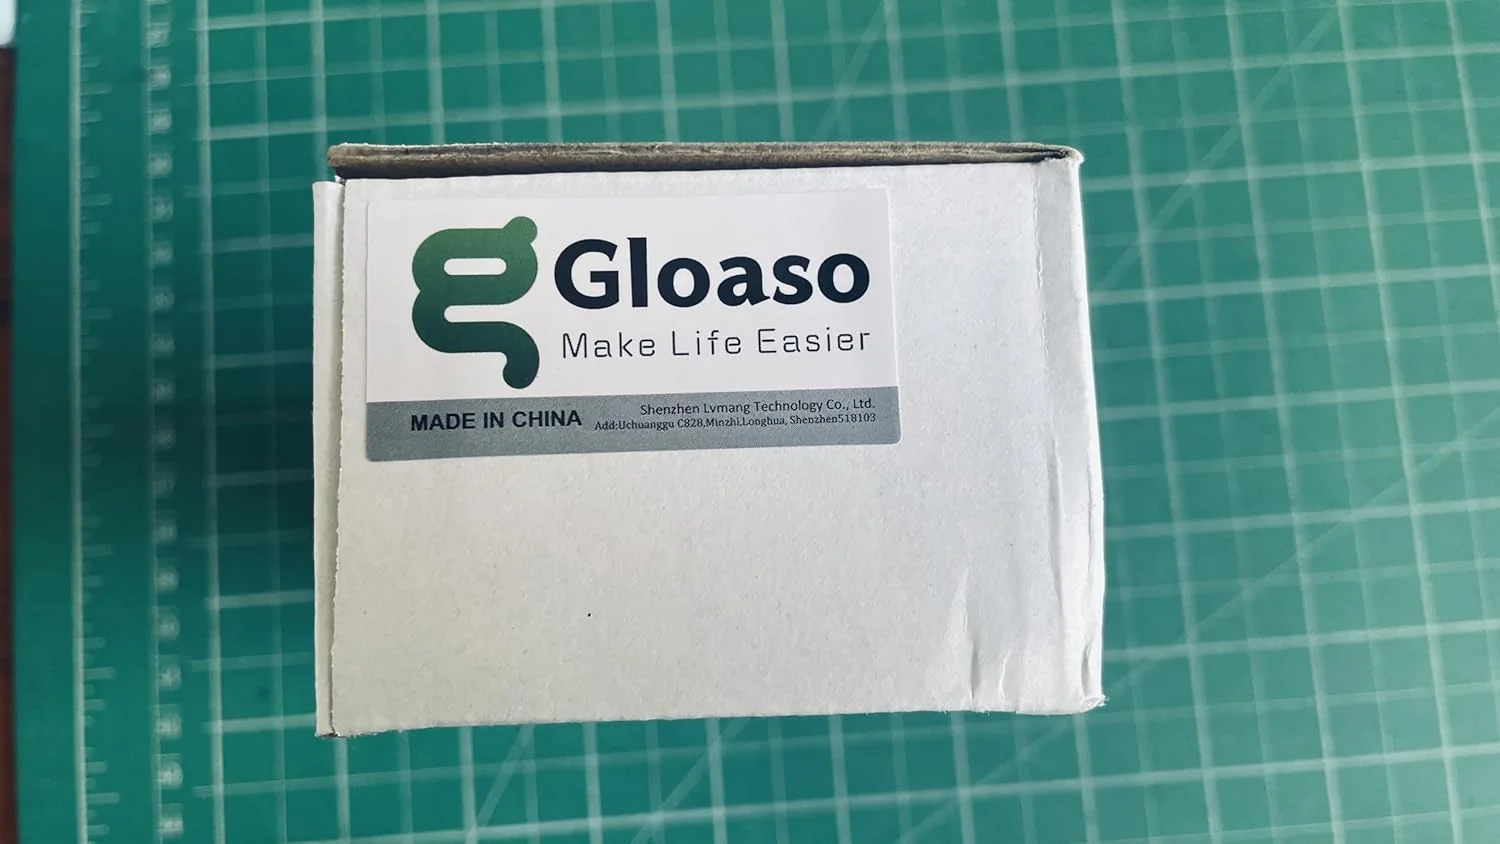 Gloaso
Make Life Easier
MADE IN CHINA
Shenzhen Lvmang Technology Co., Ltd.
Add:Uchuanggu C828,Minzhi,Longhua, Shenzhen518103